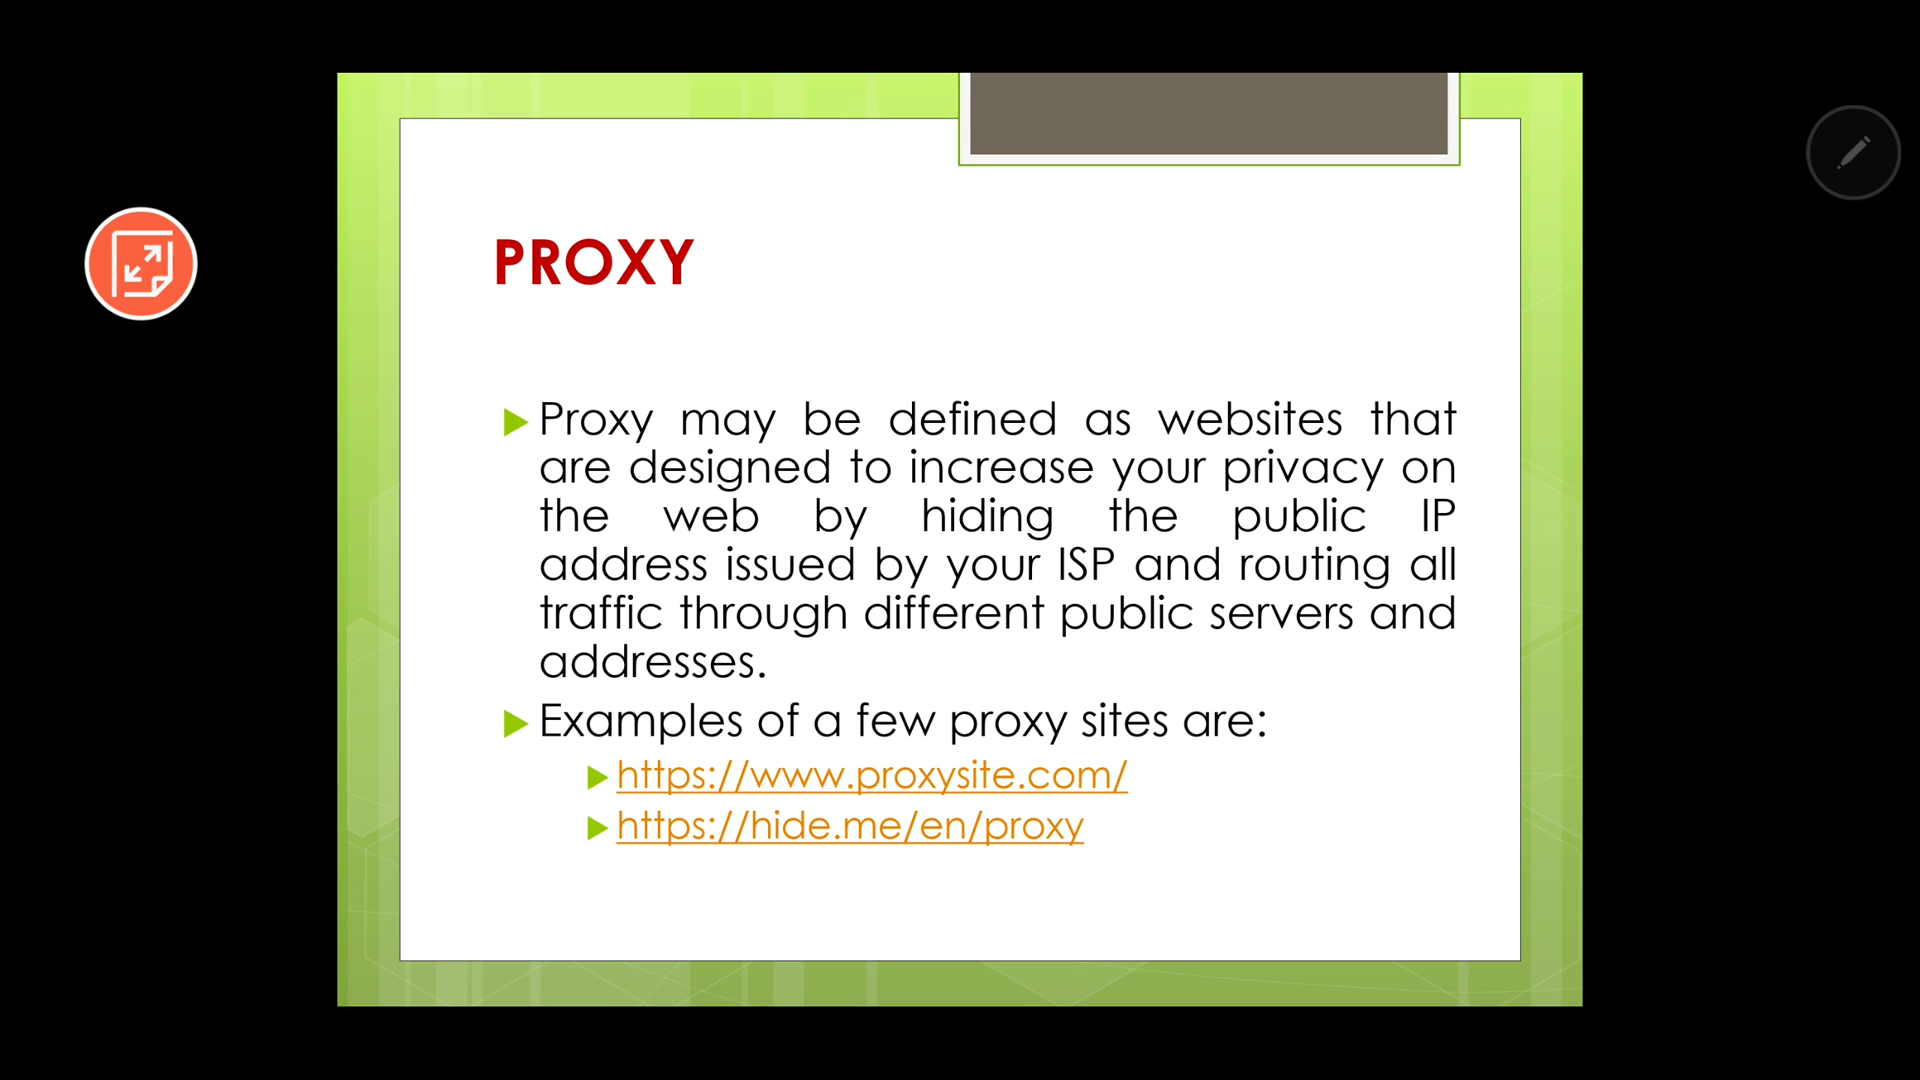 PROXY
Proxy may be defined as websites that
are designed to increase your privacy on
the web by hiding the public IP
address issued by your ISP and routing all
traffic through different public servers and
addresses.
Examples of a few proxy sites are:
https://www.proxysite.com/
https://hide.me/en/proxy